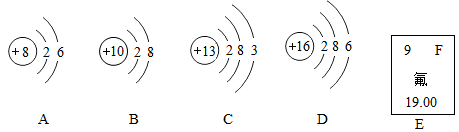 +8 2 6
+10 2 8
+13 2 8 3
+16 2 8 6
9 F
氟
19.00
A B C D E